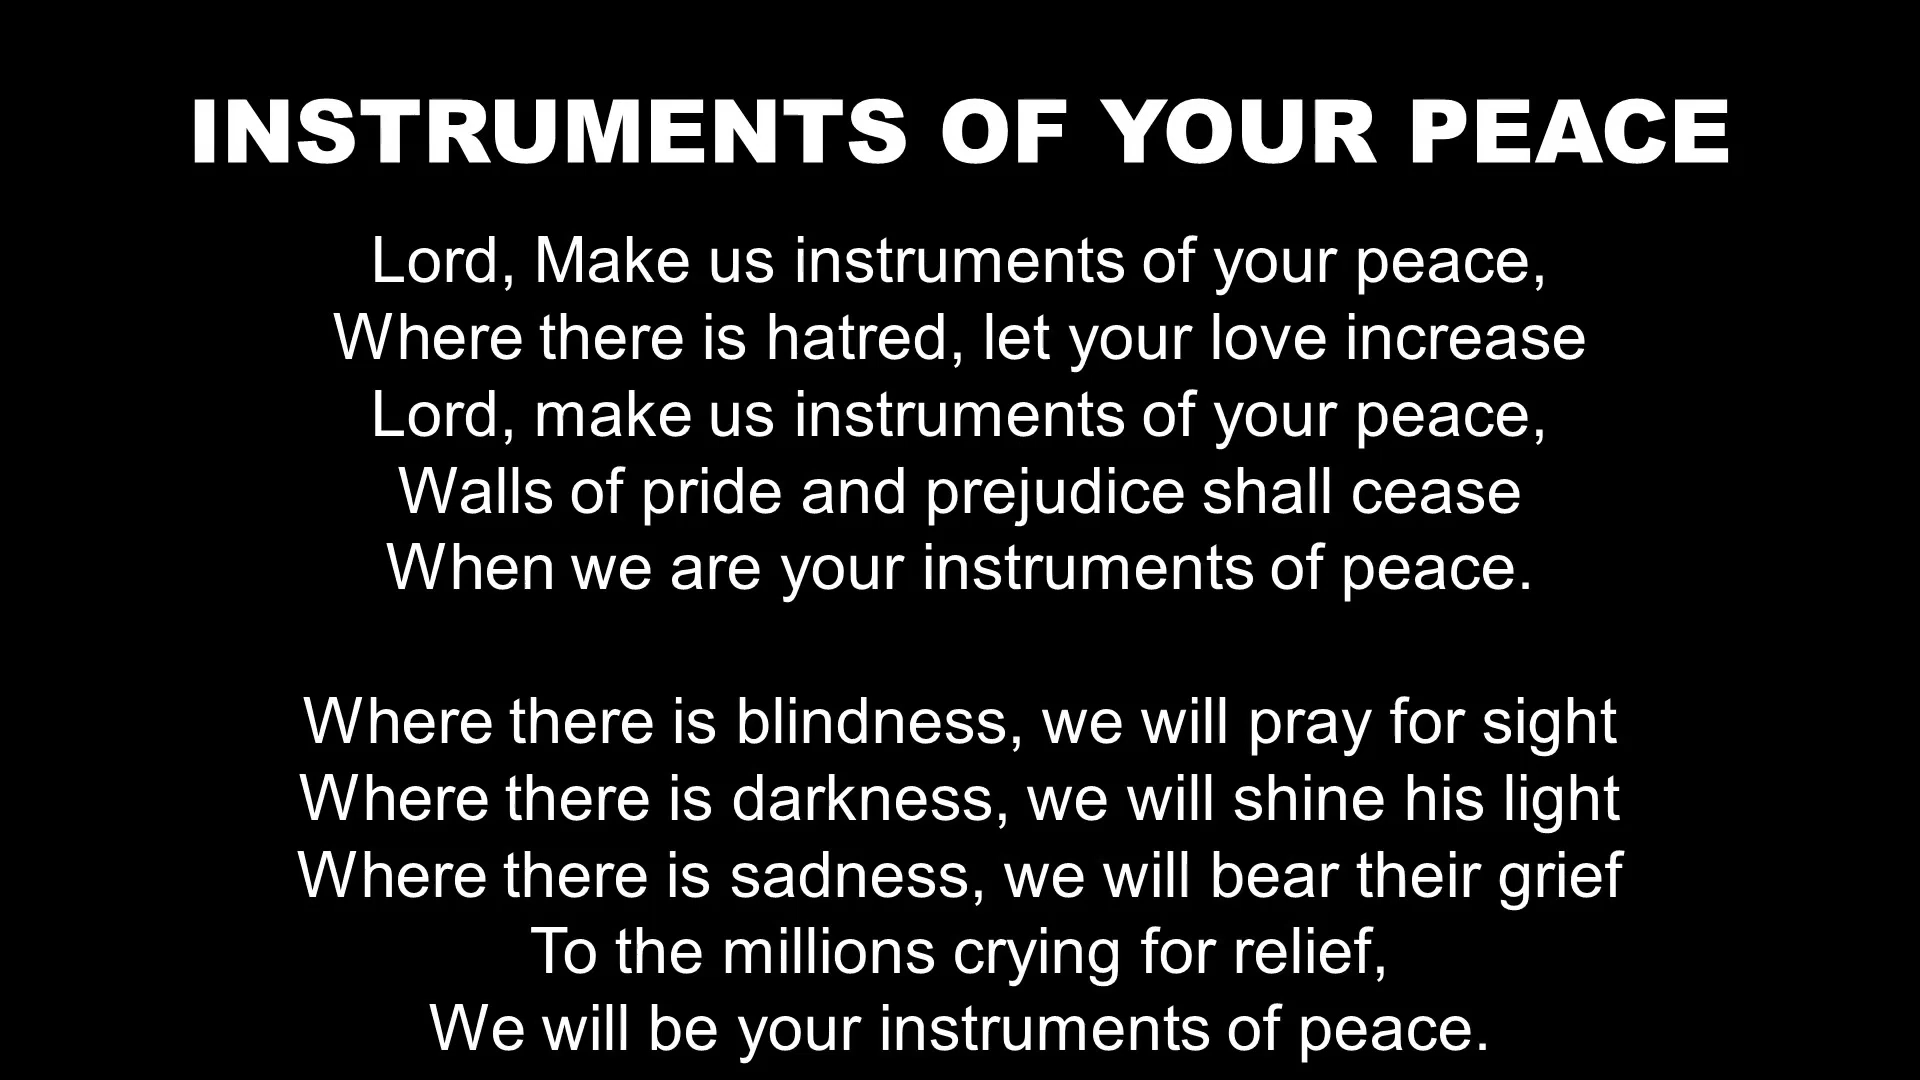 INSTRUMENTS OF YOUR PEACE
Lord, Make us instruments of your peace,
Where there is hatred, let your love increase
Lord, make us instruments of your peace,
Walls of pride and prejudice shall cease
When we are your instruments of peace.
Where there is blindness, we will pray for sight
Where there is darkness, we will shine his light
Where there is sadness, we will bear their grief
To the millions crying for relief,
We will be your instruments of peace.